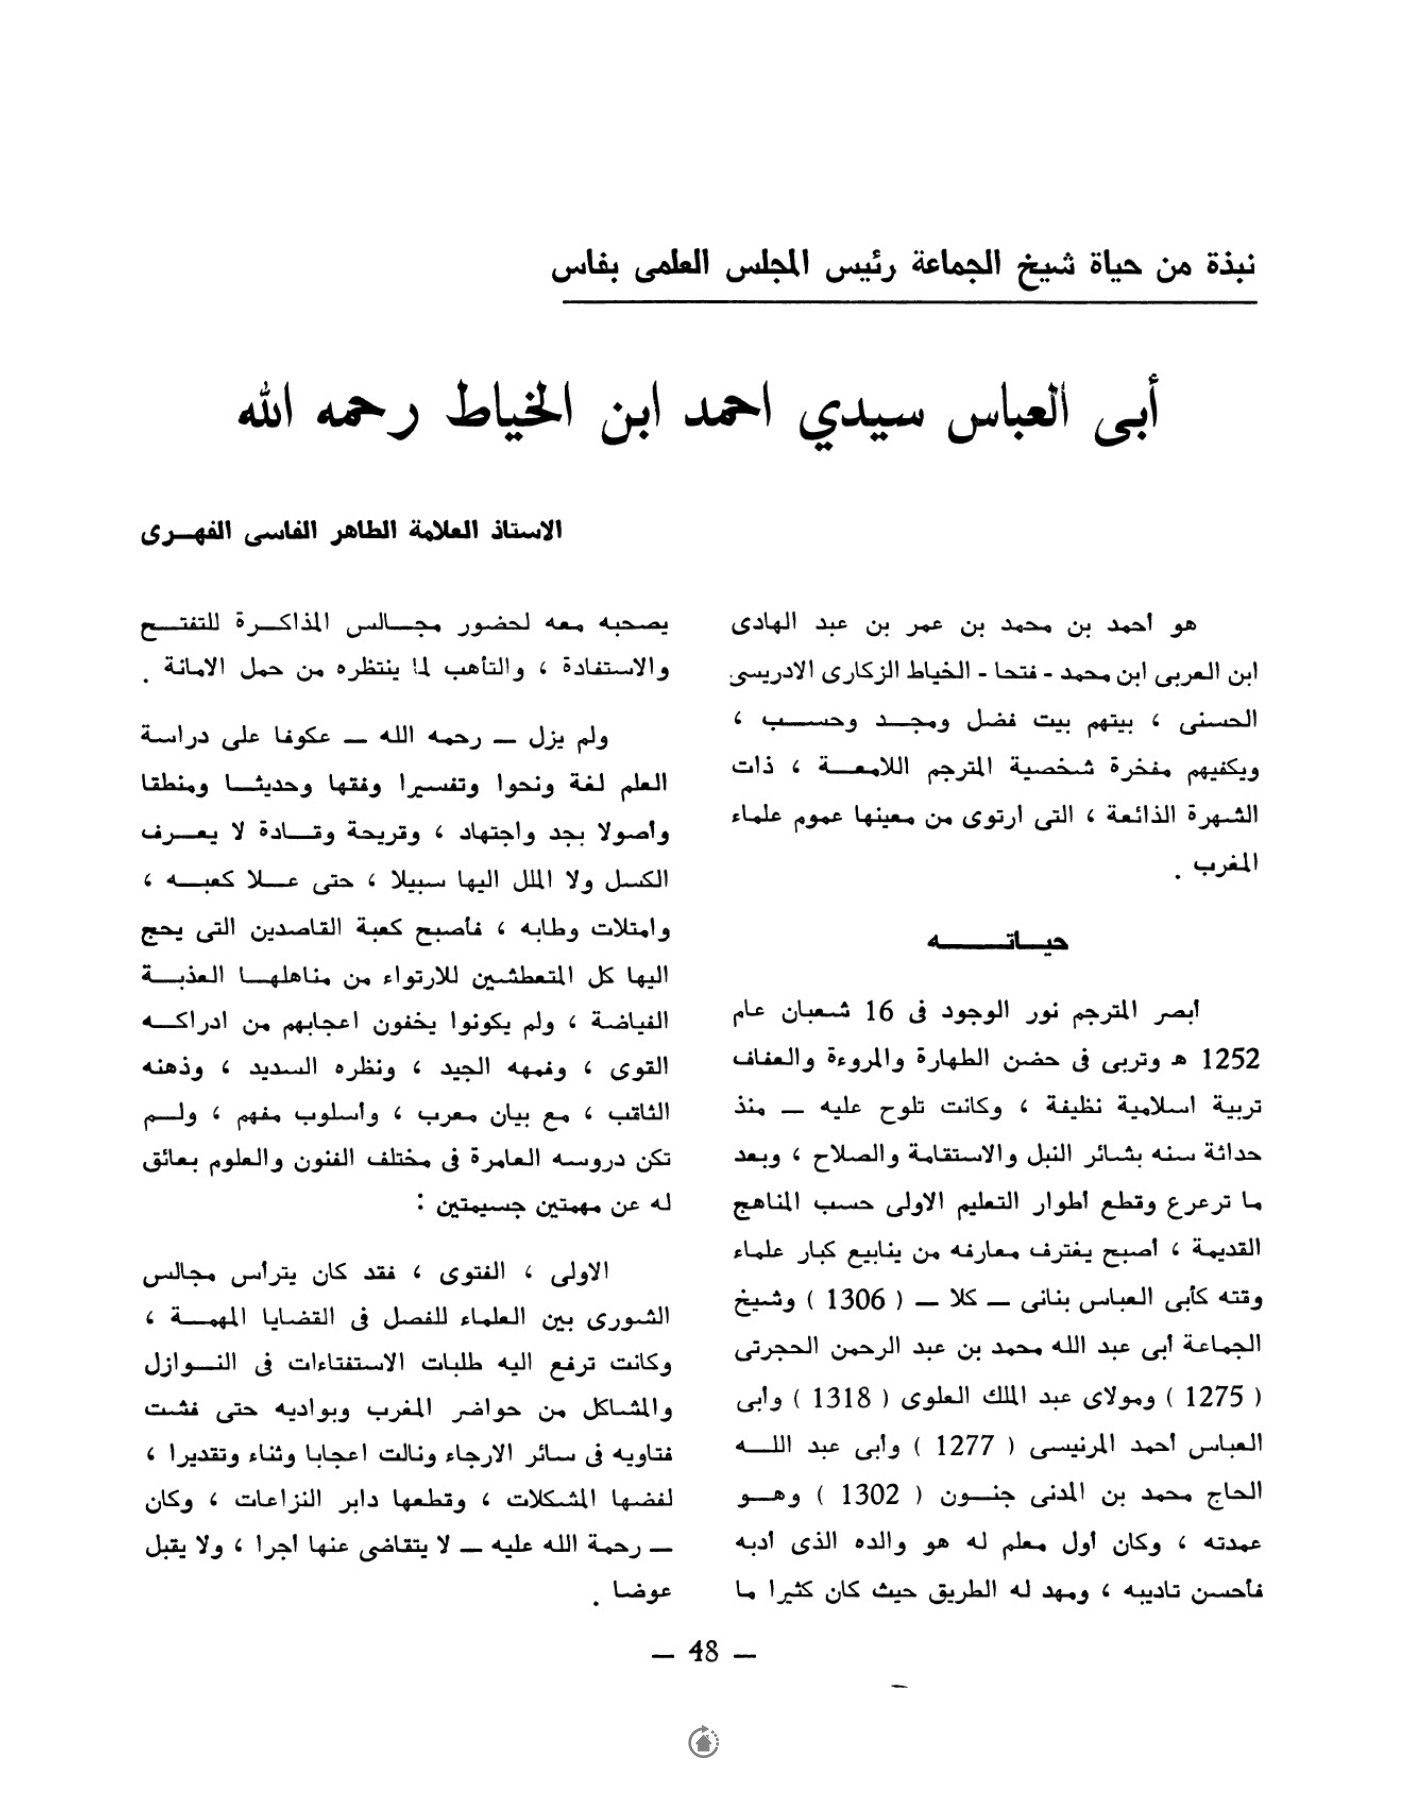 نبذة من حياة شيخ الجماعة رئيس المجلس العلمى بفاس
أبى العباس سيدي احمد ابن الخياط رحمه الله
الاستاذ العلامة الطاهر الفاسى الفهرى
هو أحمد بن محمد بن عمر بن عبد الهادى
ابن العربى ابن محمد - فتحا - الخياط الزكارى الادريسى
الحسنى ، بيتهم بيت فضل ومجد وحسب ،
ويكفيهم مفخرة شخصية المترجم اللامعة ، ذات
الشهرة الذائعة ، التى ارتوى من معينها عموم علماء
المغرب .
حياته
أبصر المترجم نور الوجود فى 16 شعبان عام
1252 هـ وتربى فى حضن الطهارة والمروءة والعفاف
تربية اسلامية نظيفة ، وكانت تلوح عليه — منذ
حداثة سنه بشائر النبل والاستقامة والصلاح ، وبعد
ما ترعرع وقطع أطوار التعليم الاولى حسب المناهج
القديمة ، أصبح يغترف معارفه من ينابيع كبار علماء
وقته كأبى العباس بنانى — كلا — ( 1306 ) وشيخ
الجماعة أبى عبد الله محمد بن عبد الرحمن الحجرتى
( 1275 ) ومولاى عبد الملك العلوى ( 1318 ) وأبى
العباس أحمد المرنيسى ( 1277 ) وأبى عبد الله
الحاج محمد بن المدنى جنون ( 1302 ) وهو
عمدته ، وكان أول معلم له هو والده الذى أدبه
فأحسن تاديبه ، ومهد له الطريق حيث كان كثيرا ما
يصحبه معه لحضور مجالس المذاكرة للتفتح
والاستفادة ، والتأهب لما ينتظره من حمل الامانة .
ولم يزل — رحمه الله — عكوفا على دراسة
العلم لغة ونحوا وتفسيرا وفقها وحديثا ومنطقا
وأصولا بجد واجتهاد ، وقريحة وقادة لا يعرف
الكسل ولا الملل اليها سبيلا ، حتى علا كعبه ،
وامتلات وطابه ، فأصبح كعبة القاصدين التى يحج
اليها كل المتعطشين للارتواء من مناهلها العذبة
الفياضة ، ولم يكونوا يخفون اعجابهم من ادراكه
القوى ، وفهمه الجيد ، ونظره السديد ، وذهنه
الثاقب ، مع بيان معرب ، وأسلوب مفهم ، ولم
تكن دروسه العامرة فى مختلف الفنون والعلوم بعائق
له عن مهمتين جسيمتين :
الاولى ، الفتوى ، فقد كان يترأس مجالس
الشورى بين العلماء للفصل فى القضايا المهمة ،
وكانت ترفع اليه طلبات الاستفتاءات فى النوازل
والمشاكل من حواضر المغرب وبواديه حتى فشت
فتاويه فى سائر الارجاء ونالت اعجابا وثناء وتقديرا ،
لفضها المشكلات ، وقطعها دابر النزاعات ، وكان
— رحمة الله عليه — لا يتقاضى عنها أجرا ، ولا يقبل
عوضا .
— 48 —